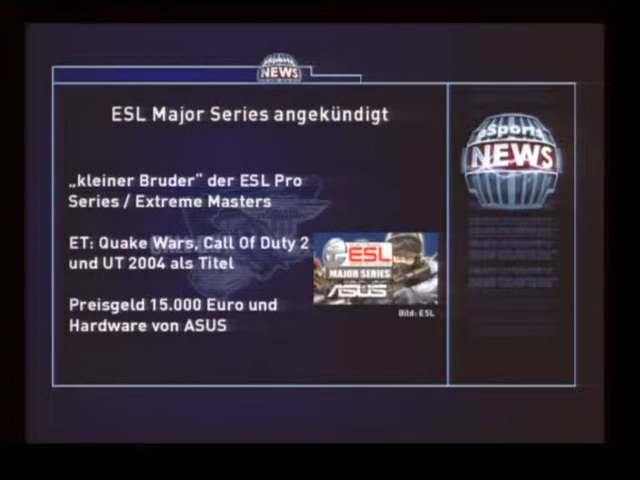 NEWS
ESL Major Series angekündigt
„kleiner Bruder“ der ESL Pro
Series / Extreme Masters
ET: Quake Wars, Call Of Duty 2
und UT 2004 als Titel
Preisgeld 15.000 Euro und
Hardware von ASUS
ESL
MAJOR SERIES
ASUS
Bild: ESL
eSports
NEWS